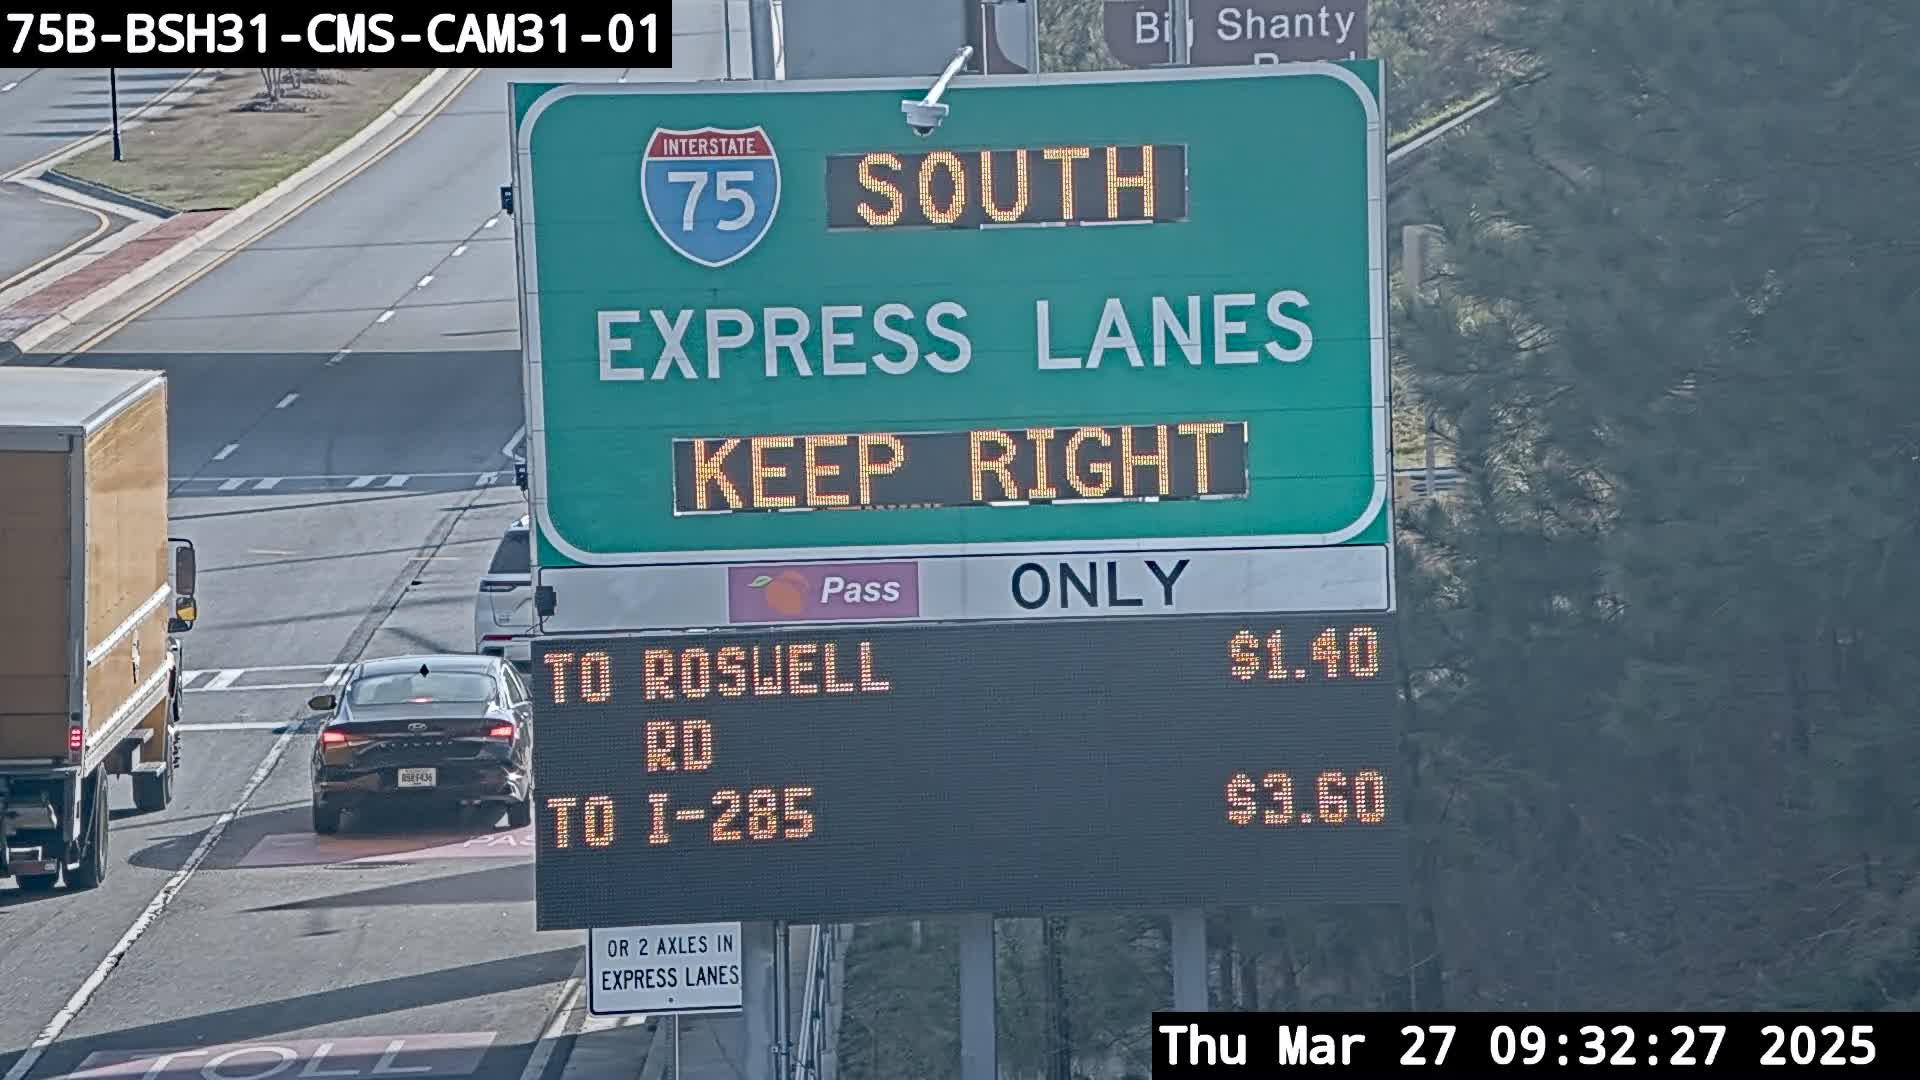 75B-BSH31-CMS-CAM31-01
Big Shanty
Road
INTERSTATE
75
SOUTH
EXPRESS LANES
KEEP RIGHT
Pass
ONLY
TO ROSWELL $1.40
RD
TO I-285 $3.60
OR 2 AXLES IN
EXPRESS LANES
TOLL
Thu Mar 27 09:32:27 2025